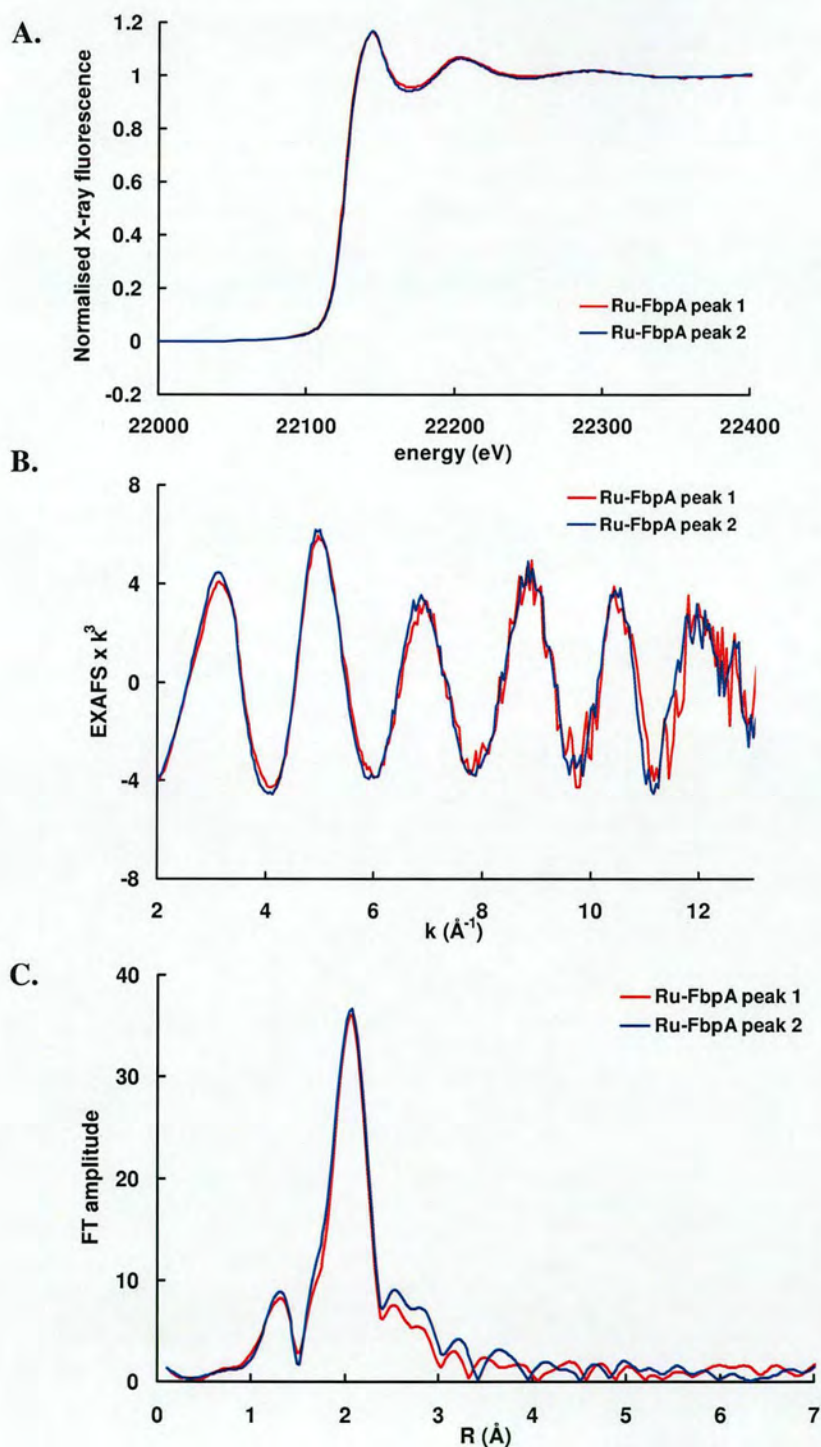 A.
Normalised X-ray fluorescence
1.2
1
0.8
0.6
0.4
0.2
0
-0.2
Ru-FbpA peak 1
Ru-FbpA peak 2
22000 22100 22200 22300 22400
energy (eV)
B.
EXAFS x k³
8
4
0
-4
-8
Ru-FbpA peak 1
Ru-FbpA peak 2
2 4 6 8 10 12
k (Å⁻¹)
C.
FT amplitude
40
30
20
10
0
Ru-FbpA peak 1
Ru-FbpA peak 2
0 1 2 3 4 5 6 7
R (Å)